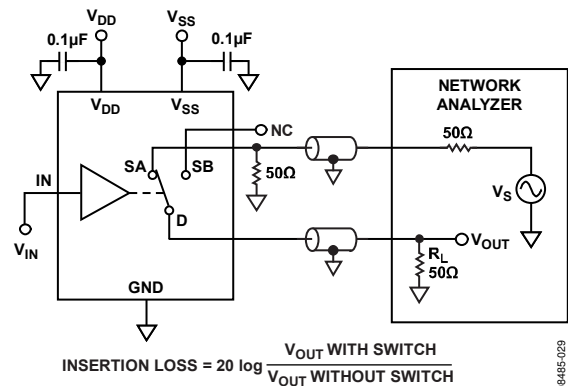 VDD
VSS
0.1µF
0.1µF
VDD
VSS
NC
SA
SB
IN
D
VIN
GND
50Ω
NETWORK
ANALYZER
50Ω
VS
VOUT
RL
50Ω
INSERTION LOSS = 20 log VOUT WITH SWITCH
VOUT WITHOUT SWITCH
8485-029